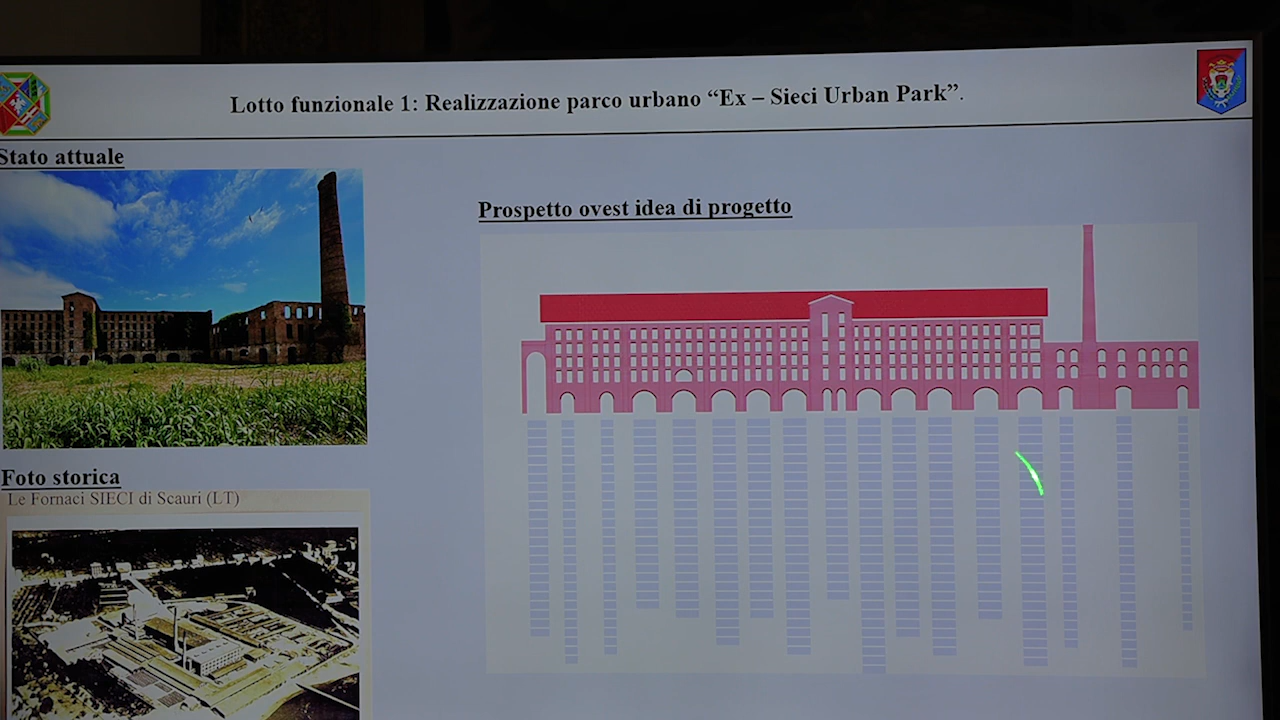 Lotto funzionale 1: Realizzazione parco urbano “Ex – Sieci Urban Park”.
Stato attuale
Prospetto ovest idea di progetto
Foto storica
Le Fornaci SIECI di Scauri (LT)